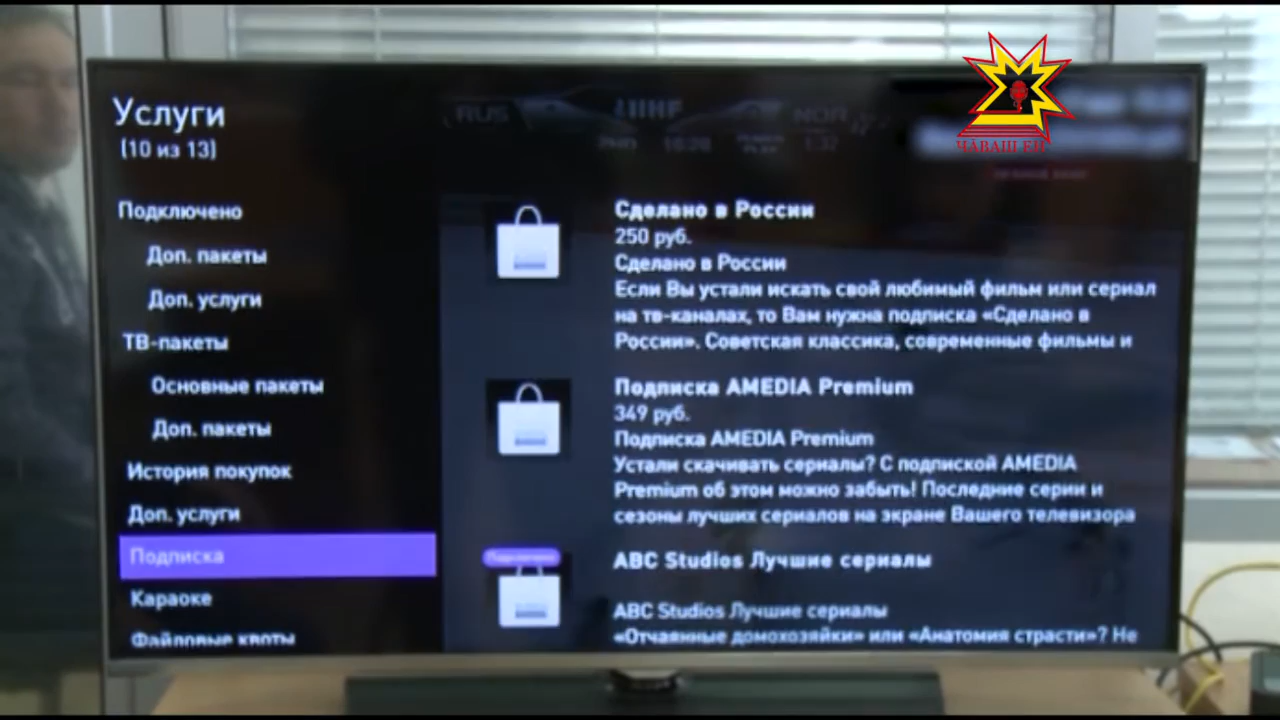 Услуги
(10 из 13)
Подключено
Доп. пакеты
Доп. услуги
ТВ-пакеты
Основные пакеты
Доп. пакеты
История покупок
Доп. услуги
Подписка
Караоке
Файловые квоты
RUS
NOR
ЧӐВАШ ЕН
Сделано в России
250 руб.
Сделано в России
Если Вы устали искать свой любимый фильм или сериал
на тв-каналах, то Вам нужна подписка «Сделано в
России». Советская классика, современные фильмы и
Подписка AMEDIA Premium
349 руб.
Подписка AMEDIA Premium
Устали скачивать сериалы? С подпиской AMEDIA
Premium об этом можно забыть! Последние серии и
сезоны лучших сериалов на экране Вашего телевизора
Подключено
ABC Studios Лучшие сериалы
ABC Studios Лучшие сериалы
«Отчаянные домохозяйки» или «Анатомия страсти»? Не